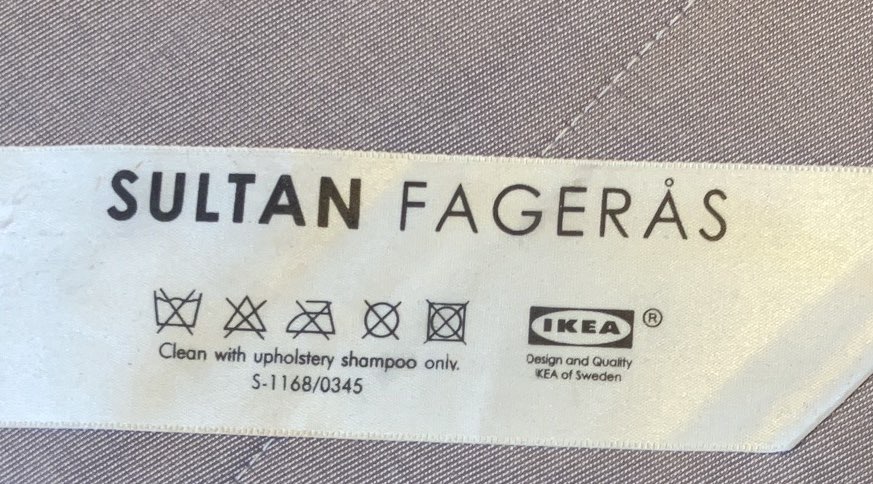 SULTAN FAGERÅS
Clean with upholstery shampoo only.
S-1168/0345
IKEA ®
Design and Quality
IKEA of Sweden